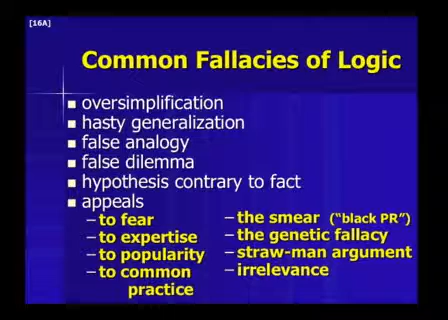 [16A]
Common Fallacies of Logic
oversimplification
hasty generalization
false analogy
false dilemma
hypothesis contrary to fact
appeals
–to fear
–to expertise
–to popularity
–to common
practice
–the smear ("black PR")
–the genetic fallacy
–straw-man argument
–irrelevance